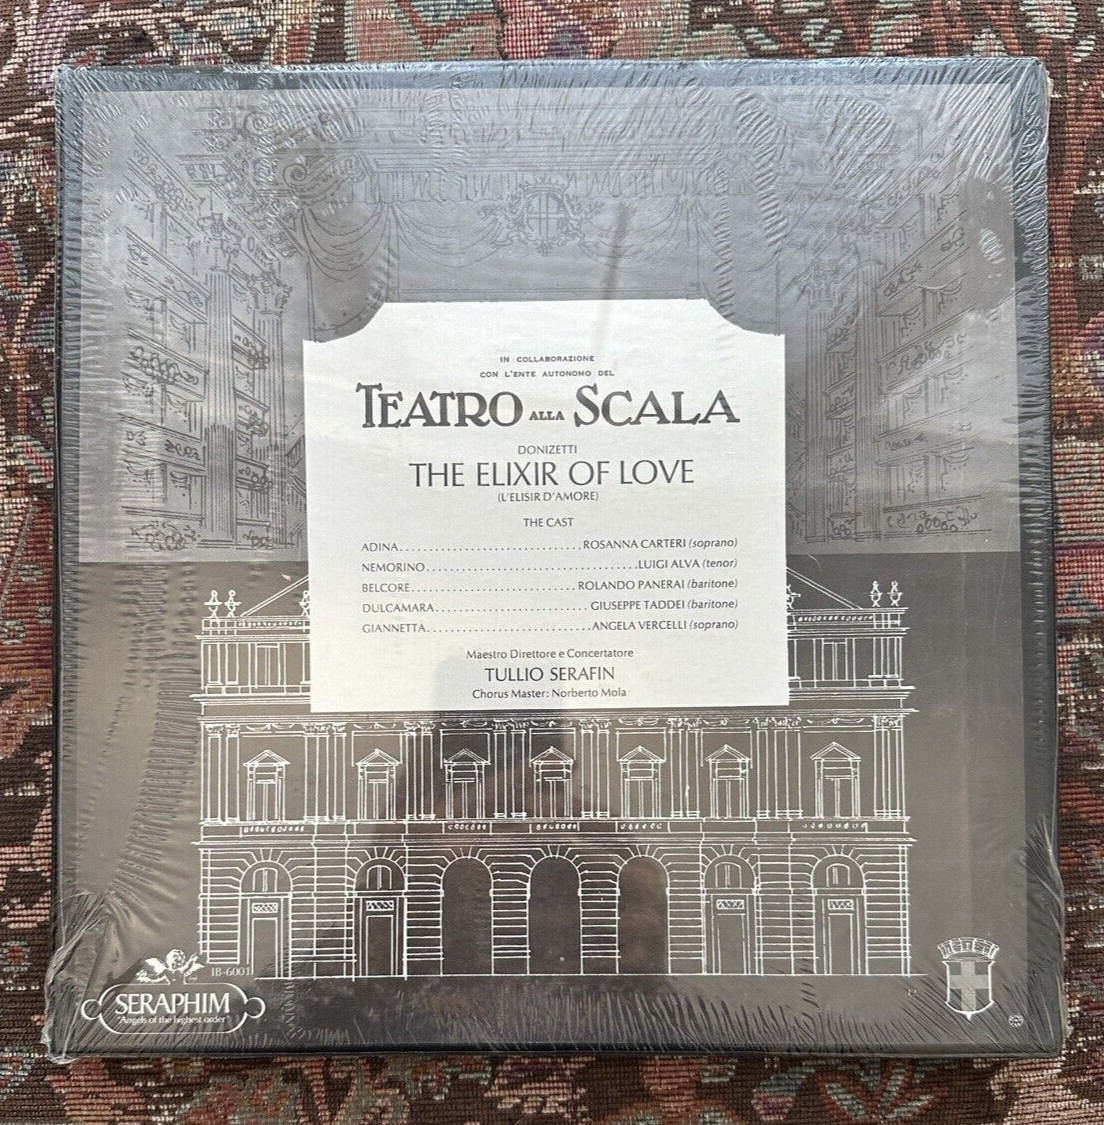 IN COLLABORAZIONE
CON L'ENTE AUTONOMO DEL
TEATRO ALLA SCALA
DONIZETTI
THE ELIXIR OF LOVE
(L'ELISIR D'AMORE)
THE CAST
ADINA.............................ROSANNA CARTERI (soprano)
NEMORINO.................................LUIGI ALVA (tenor)
BELCORE............................ROLANDO PANERAI (baritone)
DULCAMARA..........................GIUSEPPE TADDEI (baritone)
GIANNETTA............................ANGELA VERCELLI (soprano)
Maestro Direttore e Concertatore
TULLIO SERAFIN
Chorus Master: Norberto Mola
IB-6001
SERAPHIM
"Angels of the highest order"